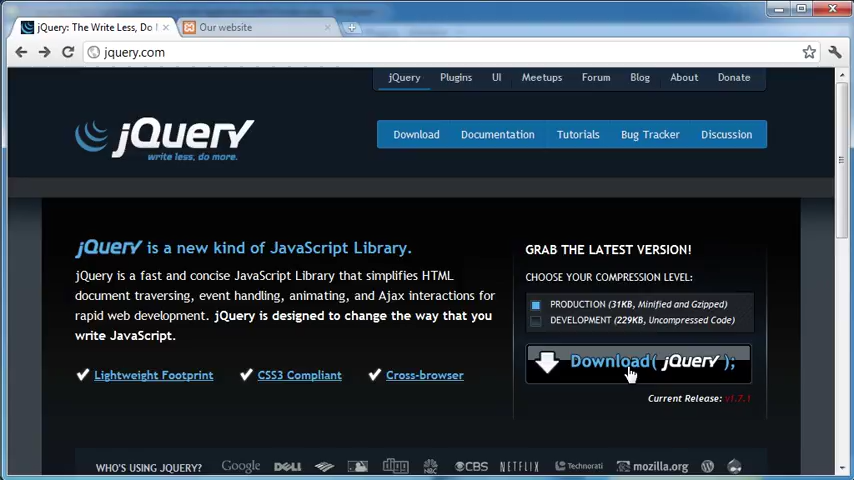 jQuery: The Write Less, Do M
Our website
jquery.com
jQuery Plugins UI Meetups Forum Blog About Donate
jQuery
write less, do more.
Download Documentation Tutorials Bug Tracker Discussion
jQuery is a new kind of JavaScript Library.
jQuery is a fast and concise JavaScript Library that simplifies HTML
document traversing, event handling, animating, and Ajax interactions for
rapid web development. jQuery is designed to change the way that you
write JavaScript.
Lightweight Footprint CSS3 Compliant Cross-browser
GRAB THE LATEST VERSION!
CHOOSE YOUR COMPRESSION LEVEL:
PRODUCTION (31KB, Minified and Gzipped)
DEVELOPMENT (229KB, Uncompressed Code)
Download( jQuery );
Current Release: v1.7.1
WHO'S USING JQUERY? Google DELL digg NBC CBS NETFLIX Technorati mozilla.org